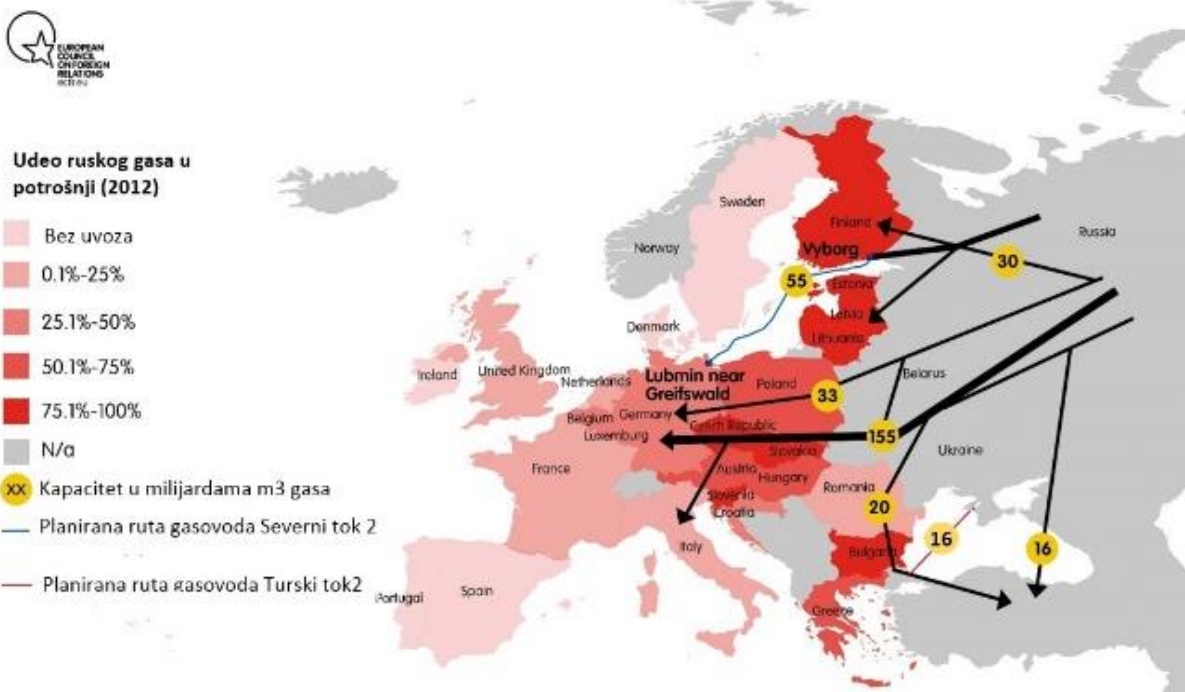 EUROPEAN
COUNCIL
ON FOREIGN
RELATIONS
ecfr.eu
Udeo ruskog gasa u
potrošnji (2012)
Bez uvoza
0.1%-25%
25.1%-50%
50.1%-75%
75.1%-100%
N/a
XX Kapacitet u milijardama m3 gasa
Planirana ruta gasovoda Severni tok 2
Planirana ruta gasovoda Turski tok2
Sweden
Finland
Norway
Vyborg
Russia
30
55
Estonia
Latvia
Lithuania
Denmark
Ireland
United Kingdom
Netherlands
Lubmin near
Greifswald
Poland
Belarus
33
Belgium
Germany
Czech Republic
Luxemburg
155
Slovakia
Ukraine
France
Austria
Hungary
Romania
Slovenia
Croatia
20
16
16
Italy
Bulgaria
Portugal
Spain
Greece